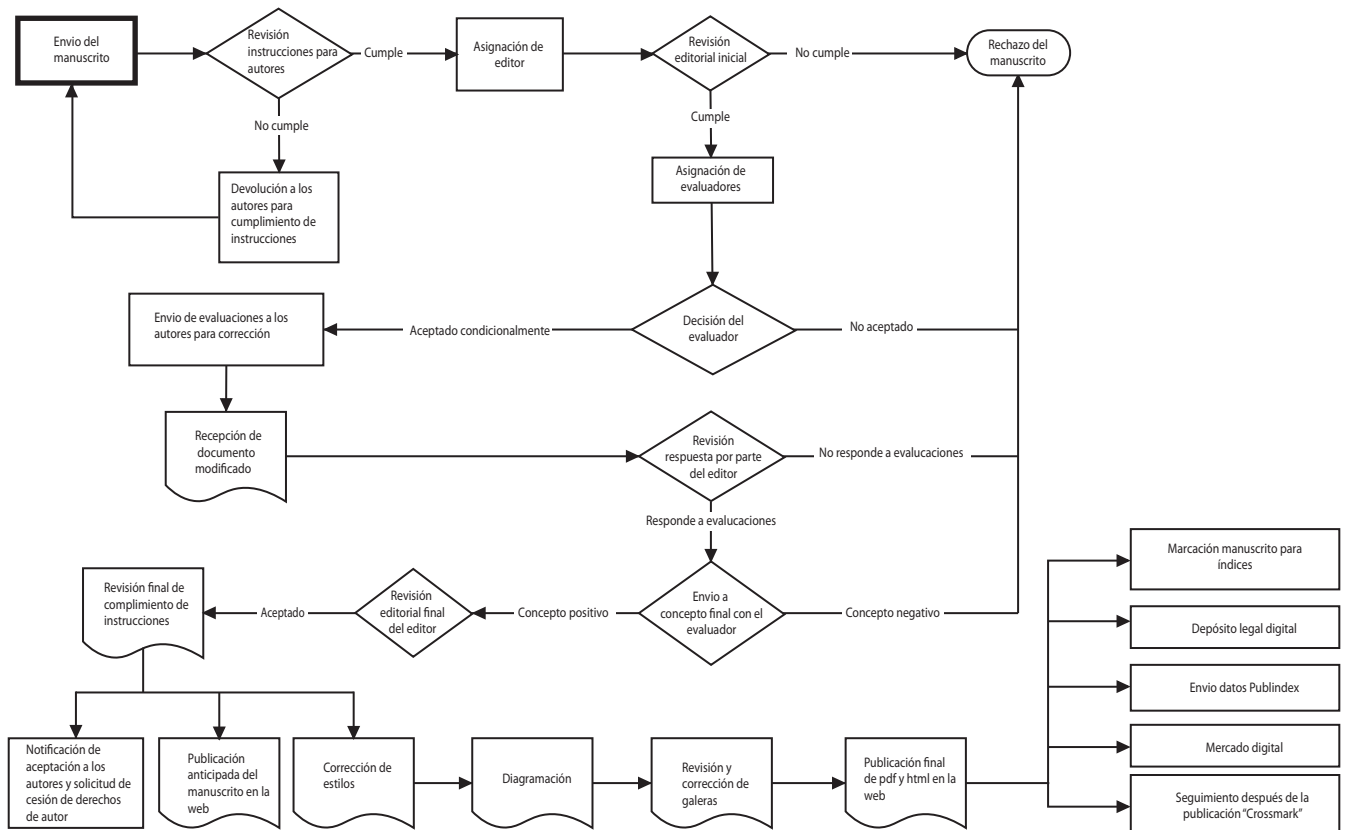 Envio del
manuscrito
Revisión
instrucciones para
autores
Cumple
Asignación de
editor
Revisión
editorial inicial
No cumple
Rechazo del
manuscrito
No cumple
Cumple
Devolución a los
autores para
cumplimiento de
instrucciones
Asignación de
evaluadores
Envio de evaluaciones a los
autores para corrección
Aceptado condicionalmente
Decisión del
evaluador
No aceptado
Recepción de
documento
modificado
Revisión
respuesta por parte
del editor
No responde a evalucaciones
Responde a evalucaciones
Revisión final de
complimiento de
instrucciones
Aceptado
Revisión
editorial final
del editor
Concepto positivo
Envio a
concepto final con el
evaluador
Concepto negativo
Marcación manuscrito para
índices
Depósito legal digital
Envio datos Publindex
Mercado digital
Seguimiento después de la
publicación "Crossmark"
Notificación de
aceptación a los
autores y solicitud de
cesión de derechos
de autor
Publicación
anticipada del
manuscrito en la
web
Corrección de
estilos
Diagramación
Revisión y
corrección de
galeras
Publicación final
de pdf y html en la
web